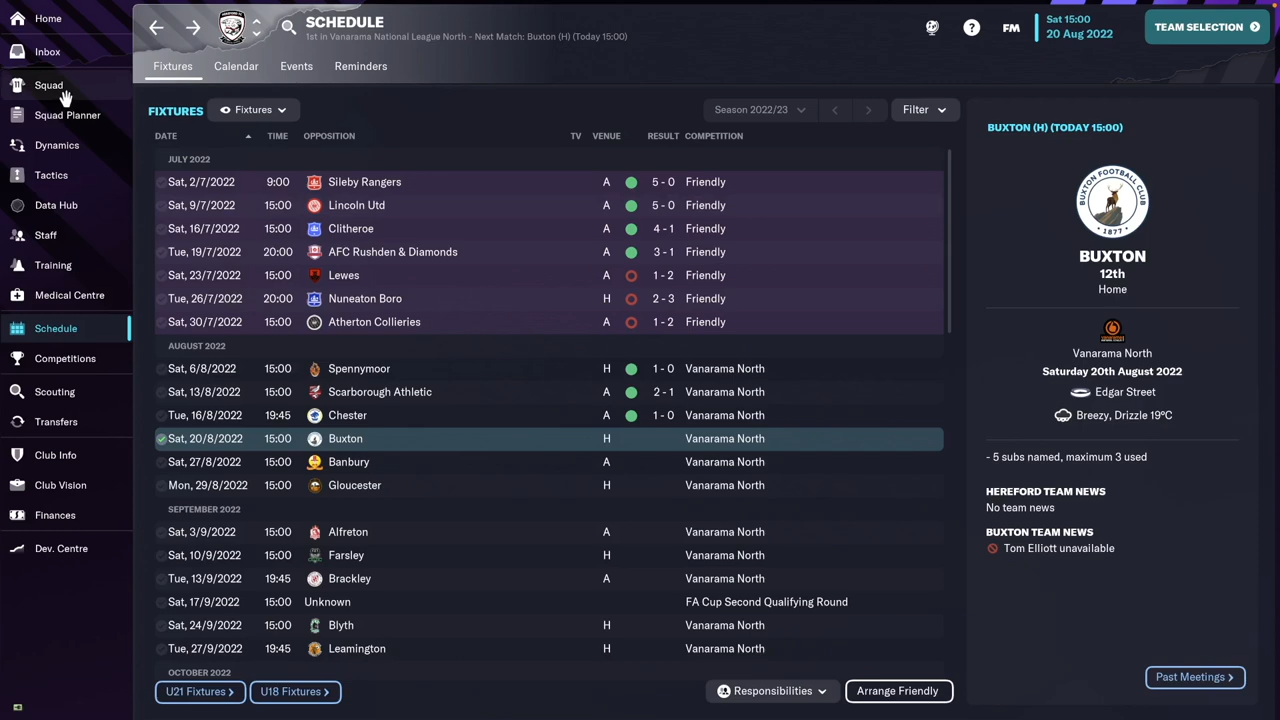 Home
Inbox
Squad
Squad Planner
Dynamics
Tactics
Data Hub
Staff
Training
Medical Centre
Schedule
Competitions
Scouting
Transfers
Club Info
Club Vision
Finances
Dev. Centre
SCHEDULE
1st in Vanarama National League North - Next Match: Buxton (H) (Today 15:00)
FM
Sat 15:00
20 Aug 2022
TEAM SELECTION
Fixtures Calendar Events Reminders
FIXTURES Fixtures Season 2022/23 Filter
DATE TIME OPPOSITION TV VENUE RESULT COMPETITION
JULY 2022
Sat, 2/7/2022 9:00 Sileby Rangers A 5 - 0 Friendly
Sat, 9/7/2022 15:00 Lincoln Utd A 5 - 0 Friendly
Sat, 16/7/2022 15:00 Clitheroe A 4 - 1 Friendly
Tue, 19/7/2022 20:00 AFC Rushden & Diamonds A 3 - 1 Friendly
Sat, 23/7/2022 15:00 Lewes A 1 - 2 Friendly
Tue, 26/7/2022 20:00 Nuneaton Boro H 2 - 3 Friendly
Sat, 30/7/2022 15:00 Atherton Collieries A 1 - 2 Friendly
AUGUST 2022
Sat, 6/8/2022 15:00 Spennymoor H 1 - 0 Vanarama North
Sat, 13/8/2022 15:00 Scarborough Athletic A 2 - 1 Vanarama North
Tue, 16/8/2022 19:45 Chester A 1 - 0 Vanarama North
Sat, 20/8/2022 15:00 Buxton H Vanarama North
Sat, 27/8/2022 15:00 Banbury A Vanarama North
Mon, 29/8/2022 15:00 Gloucester H Vanarama North
SEPTEMBER 2022
Sat, 3/9/2022 15:00 Alfreton A Vanarama North
Sat, 10/9/2022 15:00 Farsley H Vanarama North
Tue, 13/9/2022 19:45 Brackley A Vanarama North
Sat, 17/9/2022 15:00 Unknown FA Cup Second Qualifying Round
Sat, 24/9/2022 15:00 Blyth H Vanarama North
Tue, 27/9/2022 19:45 Leamington H Vanarama North
OCTOBER 2022
U21 Fixtures > U18 Fixtures > Responsibilities Arrange Friendly
BUXTON (H) (TODAY 15:00)
BUXTON FOOTBALL CLUB
1877
BUXTON
12th
Home
Vanarama North
Saturday 20th August 2022
Edgar Street
Breezy, Drizzle 19ºC
- 5 subs named, maximum 3 used
HEREFORD TEAM NEWS
No team news
BUXTON TEAM NEWS
Tom Elliott unavailable
Past Meetings >